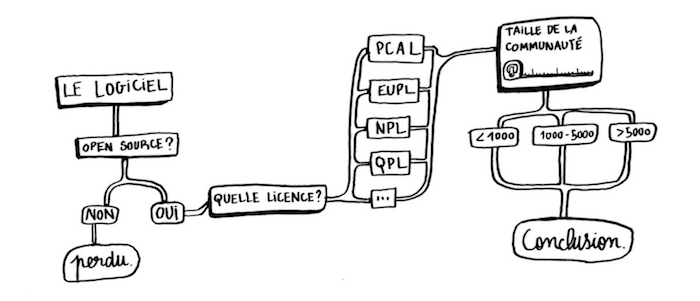 LE LOGICIEL
OPEN SOURCE?
NON
OUI
perdu.
QUELLE LICENCE?
PCAL
EUPL
NPL
QPL
...
TAILLE DE LA
COMMUNAUTÉ
<1000
1000-5000
>5000
Conclusion.